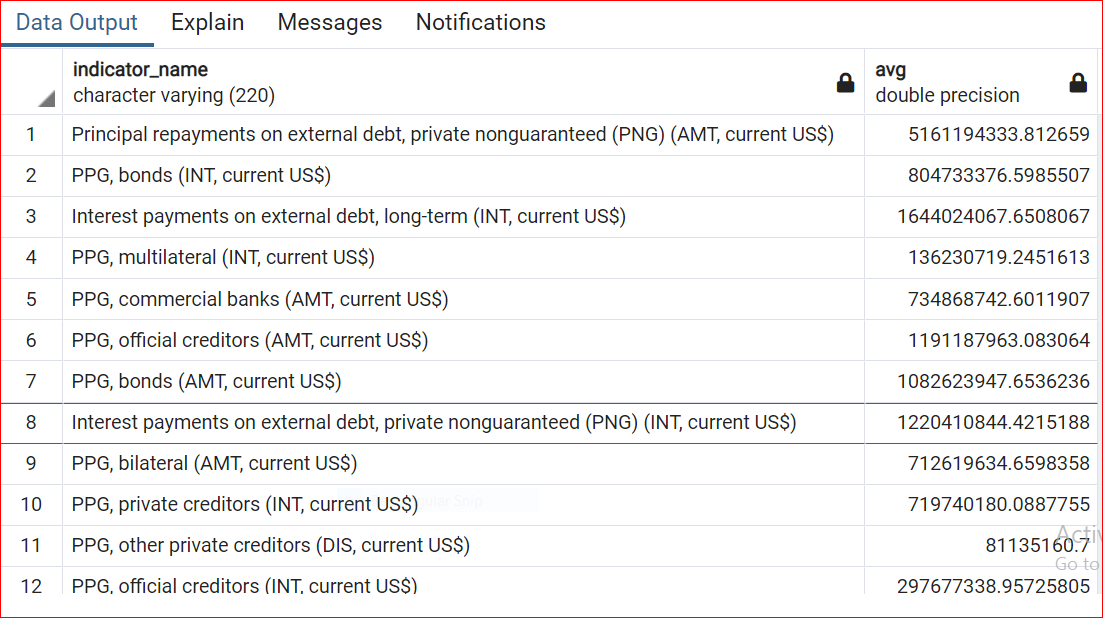 Data Output Explain Messages Notifications
indicator_name avg
character varying (220) double precision
1 Principal repayments on external debt, private nonguaranteed (PNG) (AMT, current US$) 5161194333.812659
2 PPG, bonds (INT, current US$) 804733376.5985507
3 Interest payments on external debt, long-term (INT, current US$) 1644024067.6508067
4 PPG, multilateral (INT, current US$) 136230719.2451613
5 PPG, commercial banks (AMT, current US$) 734868742.6011907
6 PPG, official creditors (AMT, current US$) 1191187963.083064
7 PPG, bonds (AMT, current US$) 1082623947.6536236
8 Interest payments on external debt, private nonguaranteed (PNG) (INT, current US$) 1220410844.4215188
9 PPG, bilateral (AMT, current US$) 712619634.6598358
10 PPG, private creditors (INT, current US$) 719740180.0887755
11 PPG, other private creditors (DIS, current US$) 81135160.7
Go to
12 PPG, official creditors (INT, current US$) 297677338.95725805